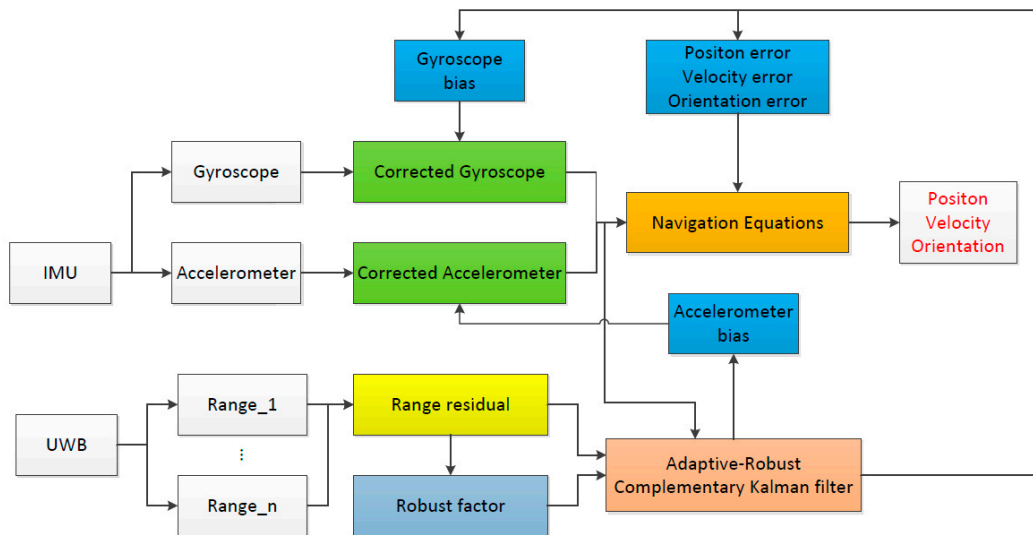 Gyroscope
bias
Positon error
Velocity error
Orientation error
Gyroscope
Corrected Gyroscope
Navigation Equations
Positon
Velocity
Orientation
IMU
Accelerometer
Corrected Accelerometer
Accelerometer
bias
UWB
Range_1
⋮
Range_n
Range residual
Robust factor
Adaptive-Robust
Complementary Kalman filter